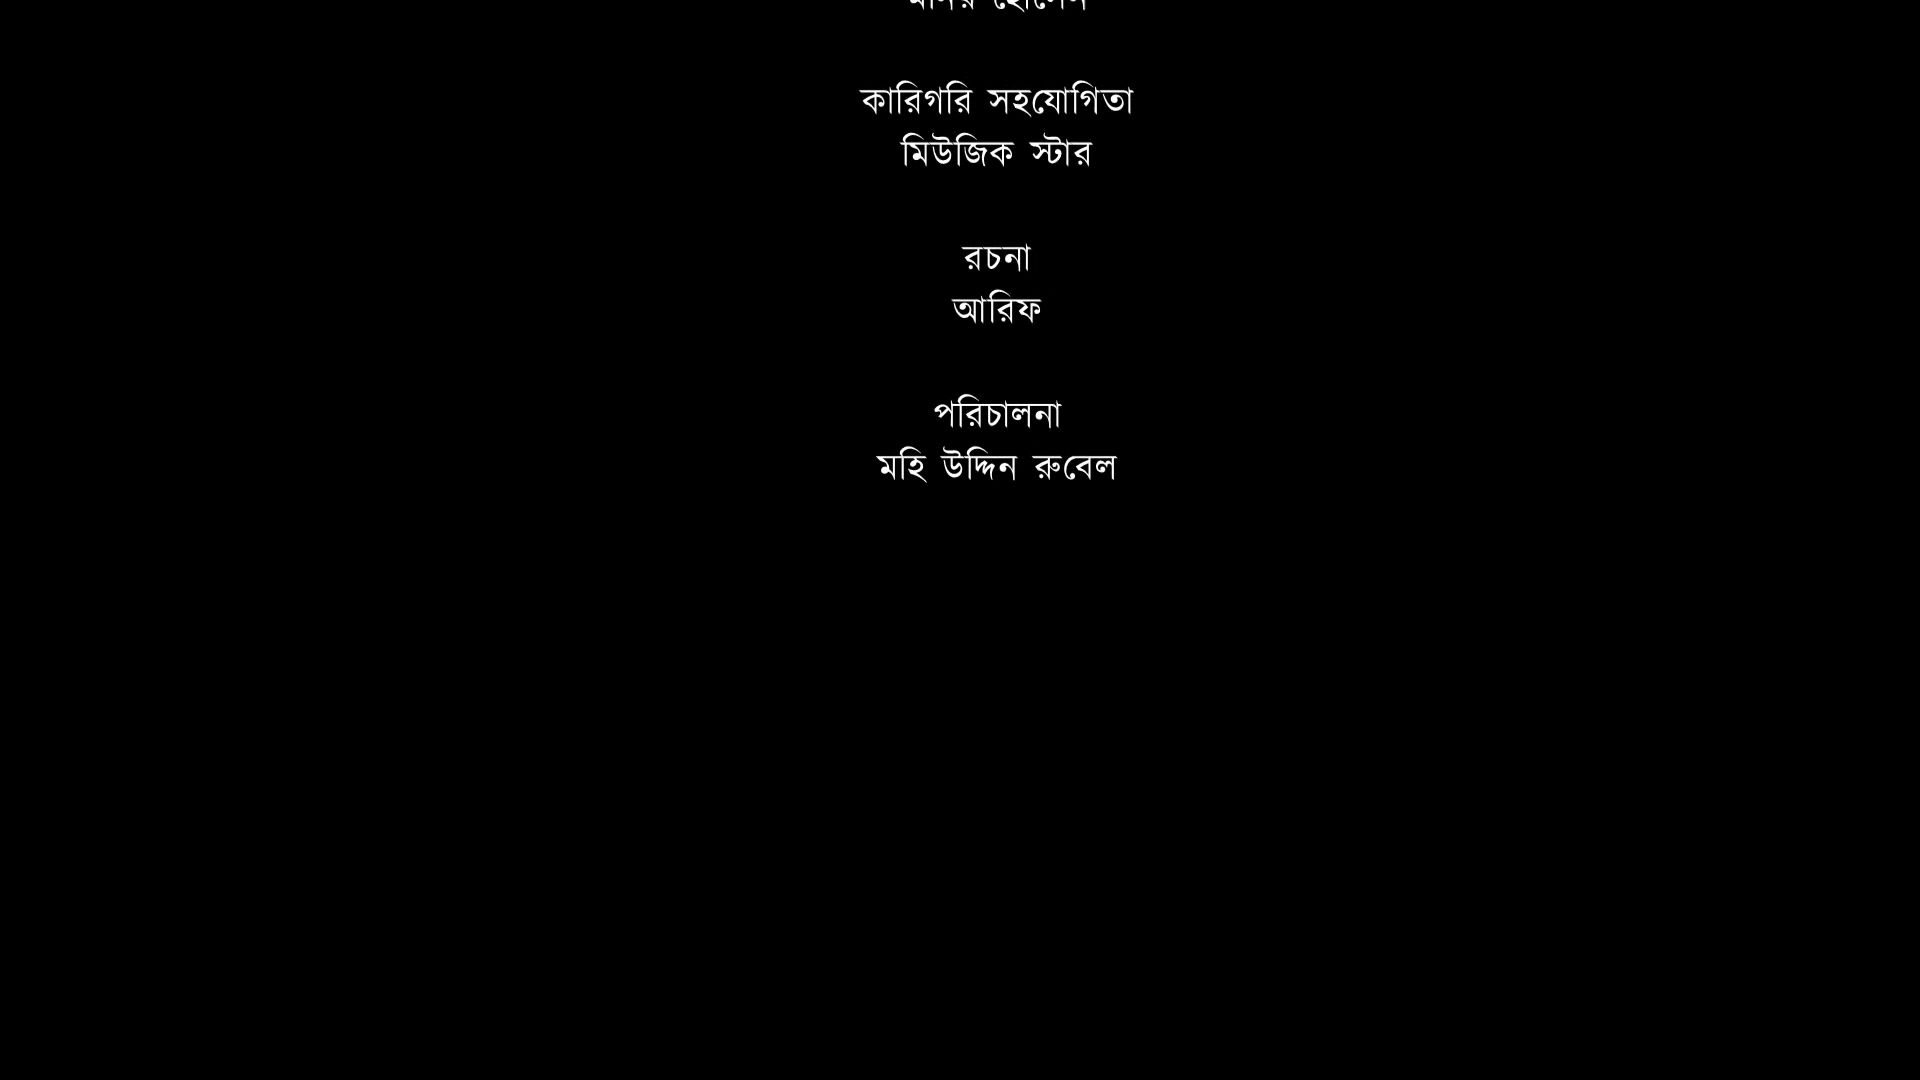 হোসেন
কারিগরি সহযোগিতা
মিউজিক স্টার
রচনা
আরিফ
পরিচালনা
মহি উদ্দিন রুবেল